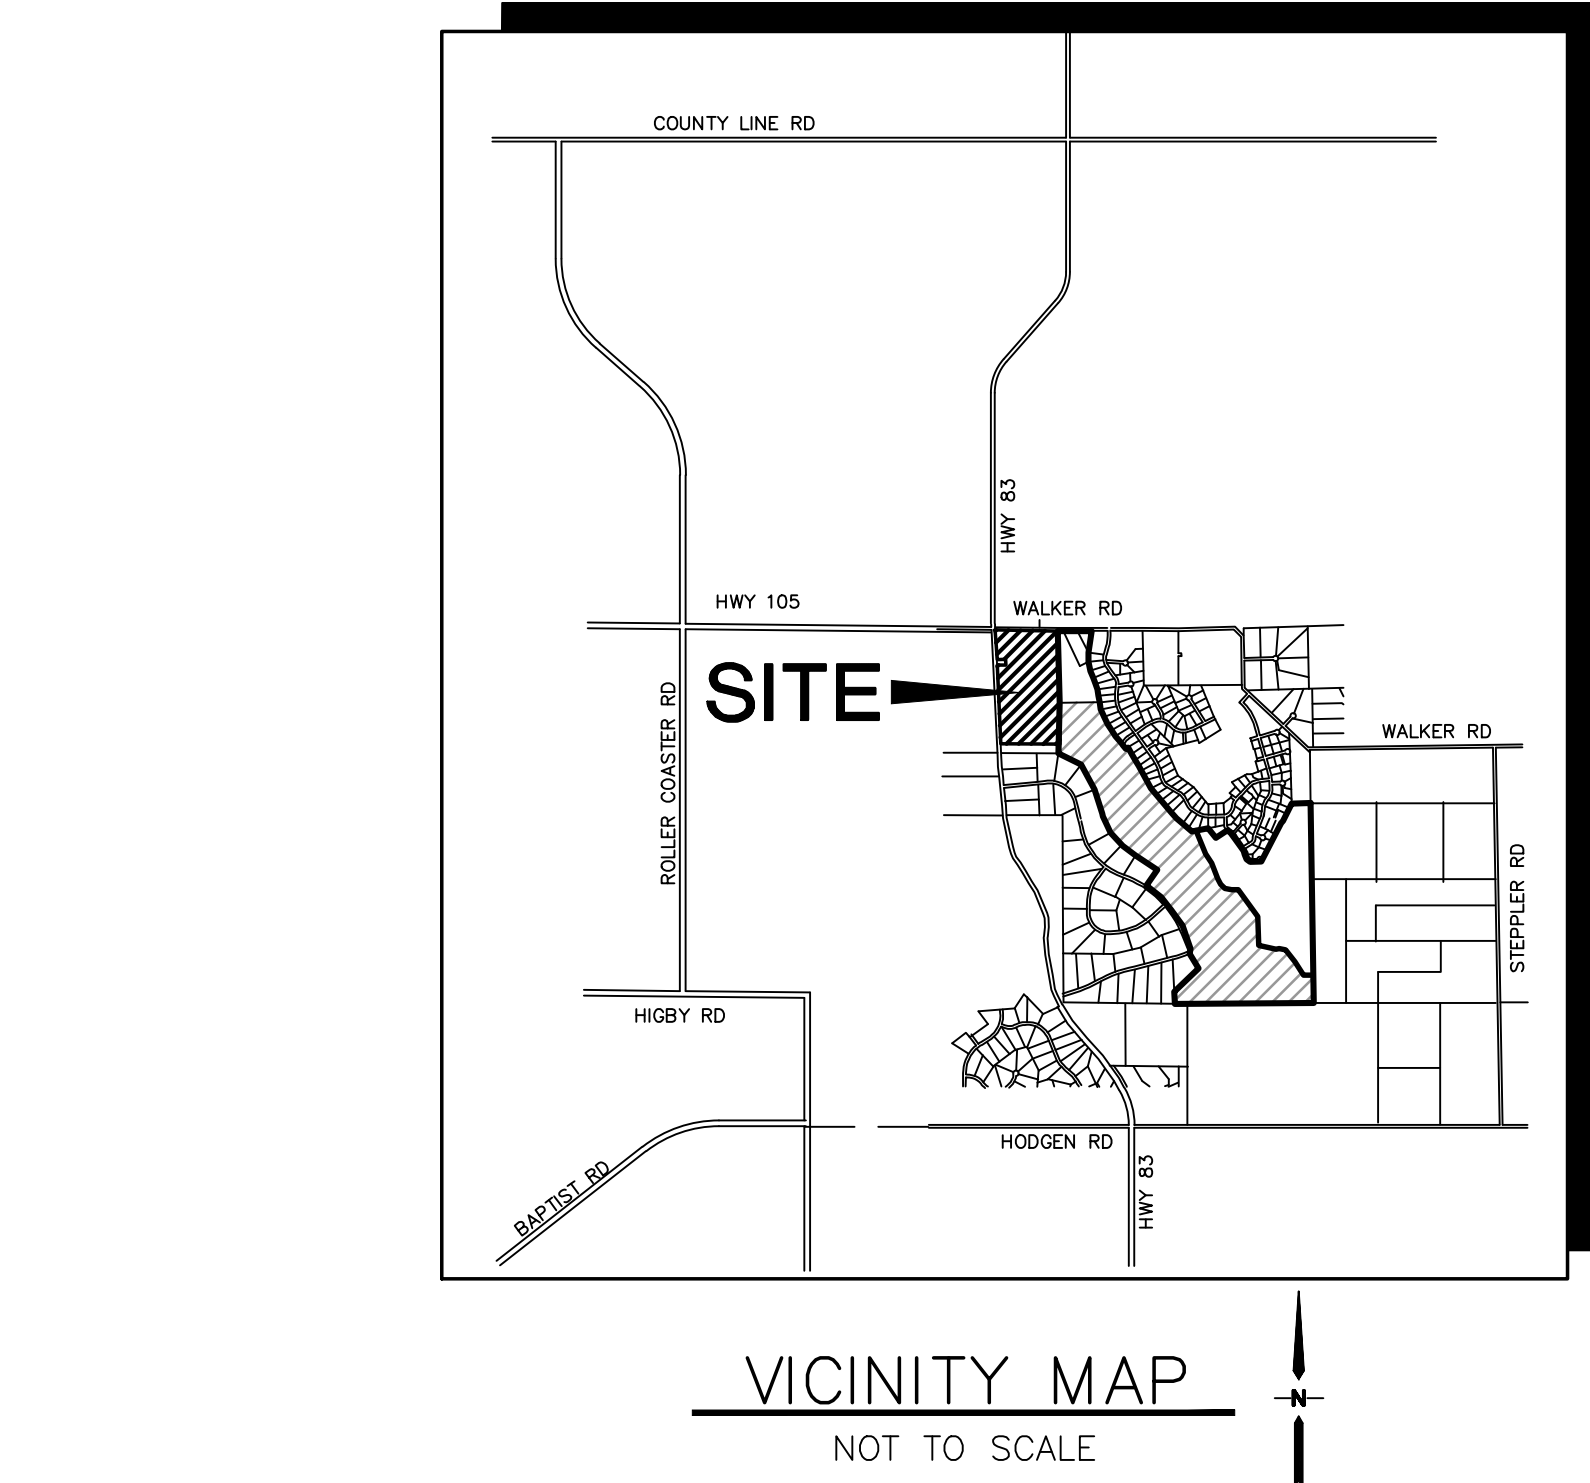 COUNTY LINE RD
HWY 83
HWY 105
WALKER RD
SITE
ROLLER COASTER RD
WALKER RD
STEPPLER RD
HIGBY RD
HODGEN RD
BAPTIST RD
HWY 83
VICINITY MAP
N
NOT TO SCALE